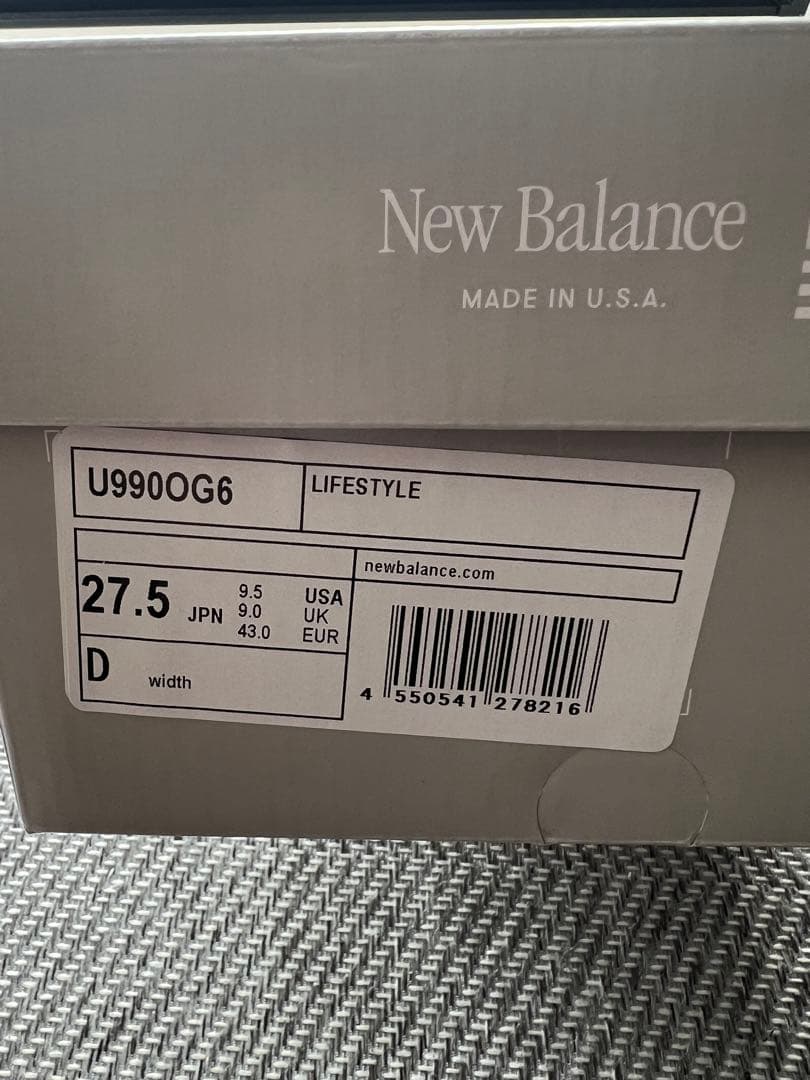 New Balance
MADE IN U.S.A.
U990OG6
LIFESTYLE
newbalance.com
27.5 JPN
9.5 USA
9.0 UK
43.0 EUR
D width
4 550541 278216